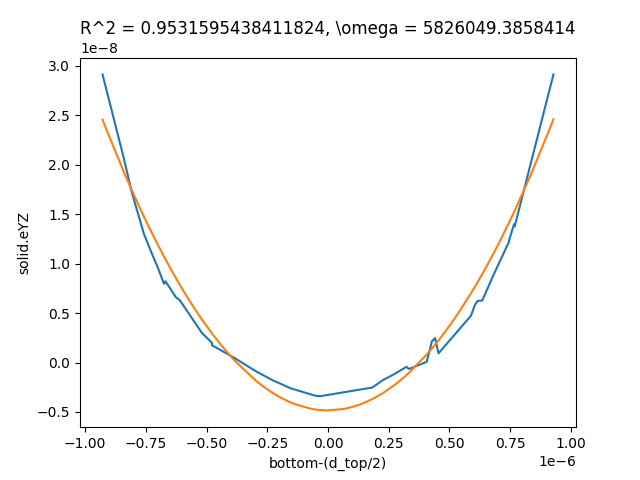 R^2 = 0.9531595438411824, \omega = 5826049.3858414
1e−8
3.0
2.5
2.0
1.5
1.0
0.5
0.0
−0.5
solid.eYZ
−1.00 −0.75 −0.50 −0.25 0.00 0.25 0.50 0.75 1.00
bottom-(d_top/2)
1e−6